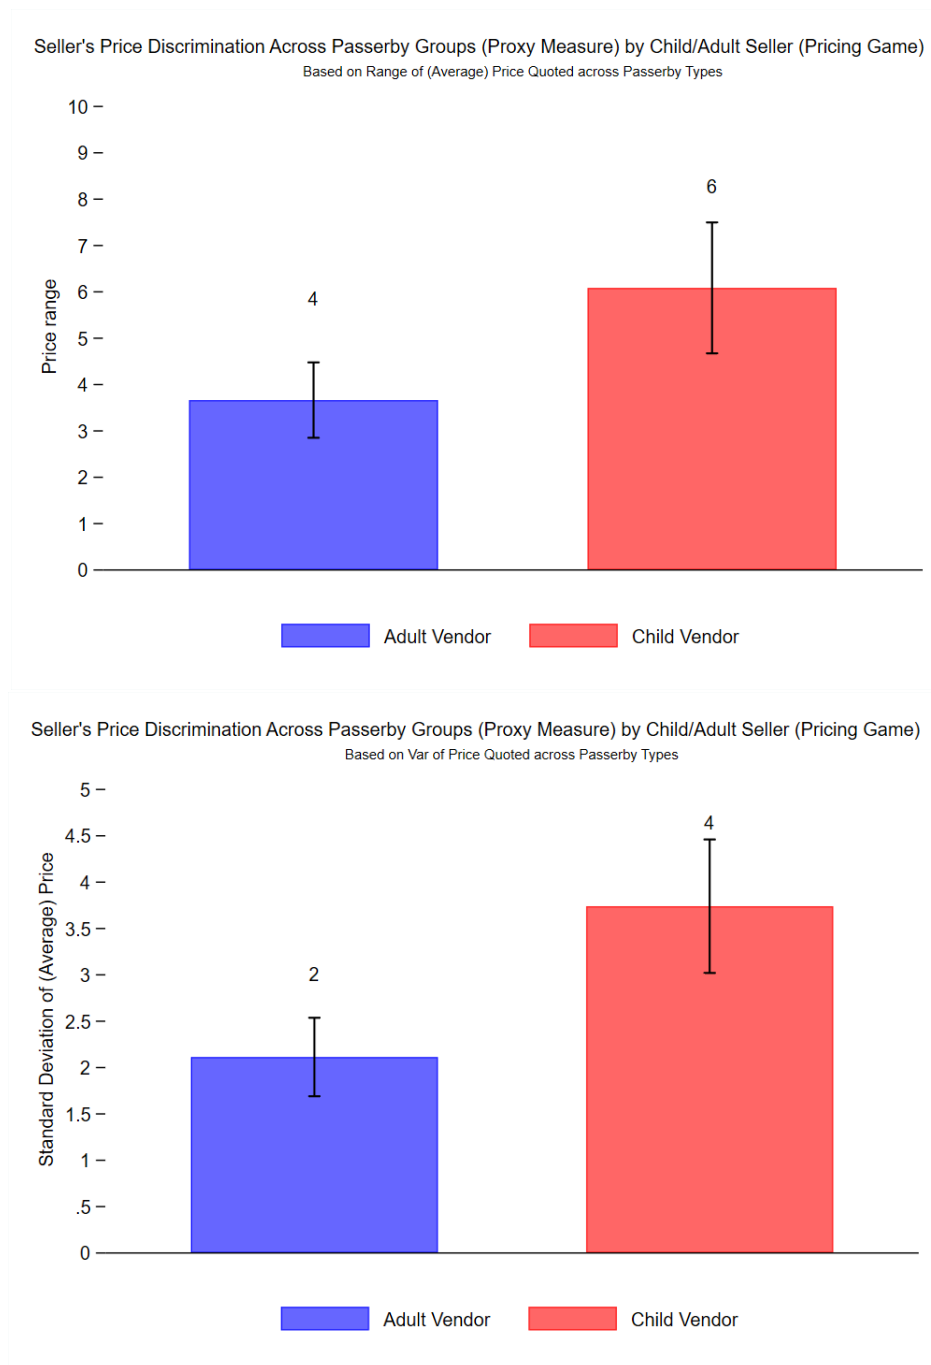 Seller's Price Discrimination Across Passerby Groups (Proxy Measure) by Child/Adult Seller (Pricing Game)
Based on Range of (Average) Price Quoted across Passerby Types
10
9
8
7
6
5
4
3
2
1
0
Price range
4
6
Adult Vendor
Child Vendor
Seller's Price Discrimination Across Passerby Groups (Proxy Measure) by Child/Adult Seller (Pricing Game)
Based on Var of Price Quoted across Passerby Types
5
4.5
4
3.5
3
2.5
2
1.5
1
.5
0
Standard Deviation of (Average) Price
2
4
Adult Vendor
Child Vendor